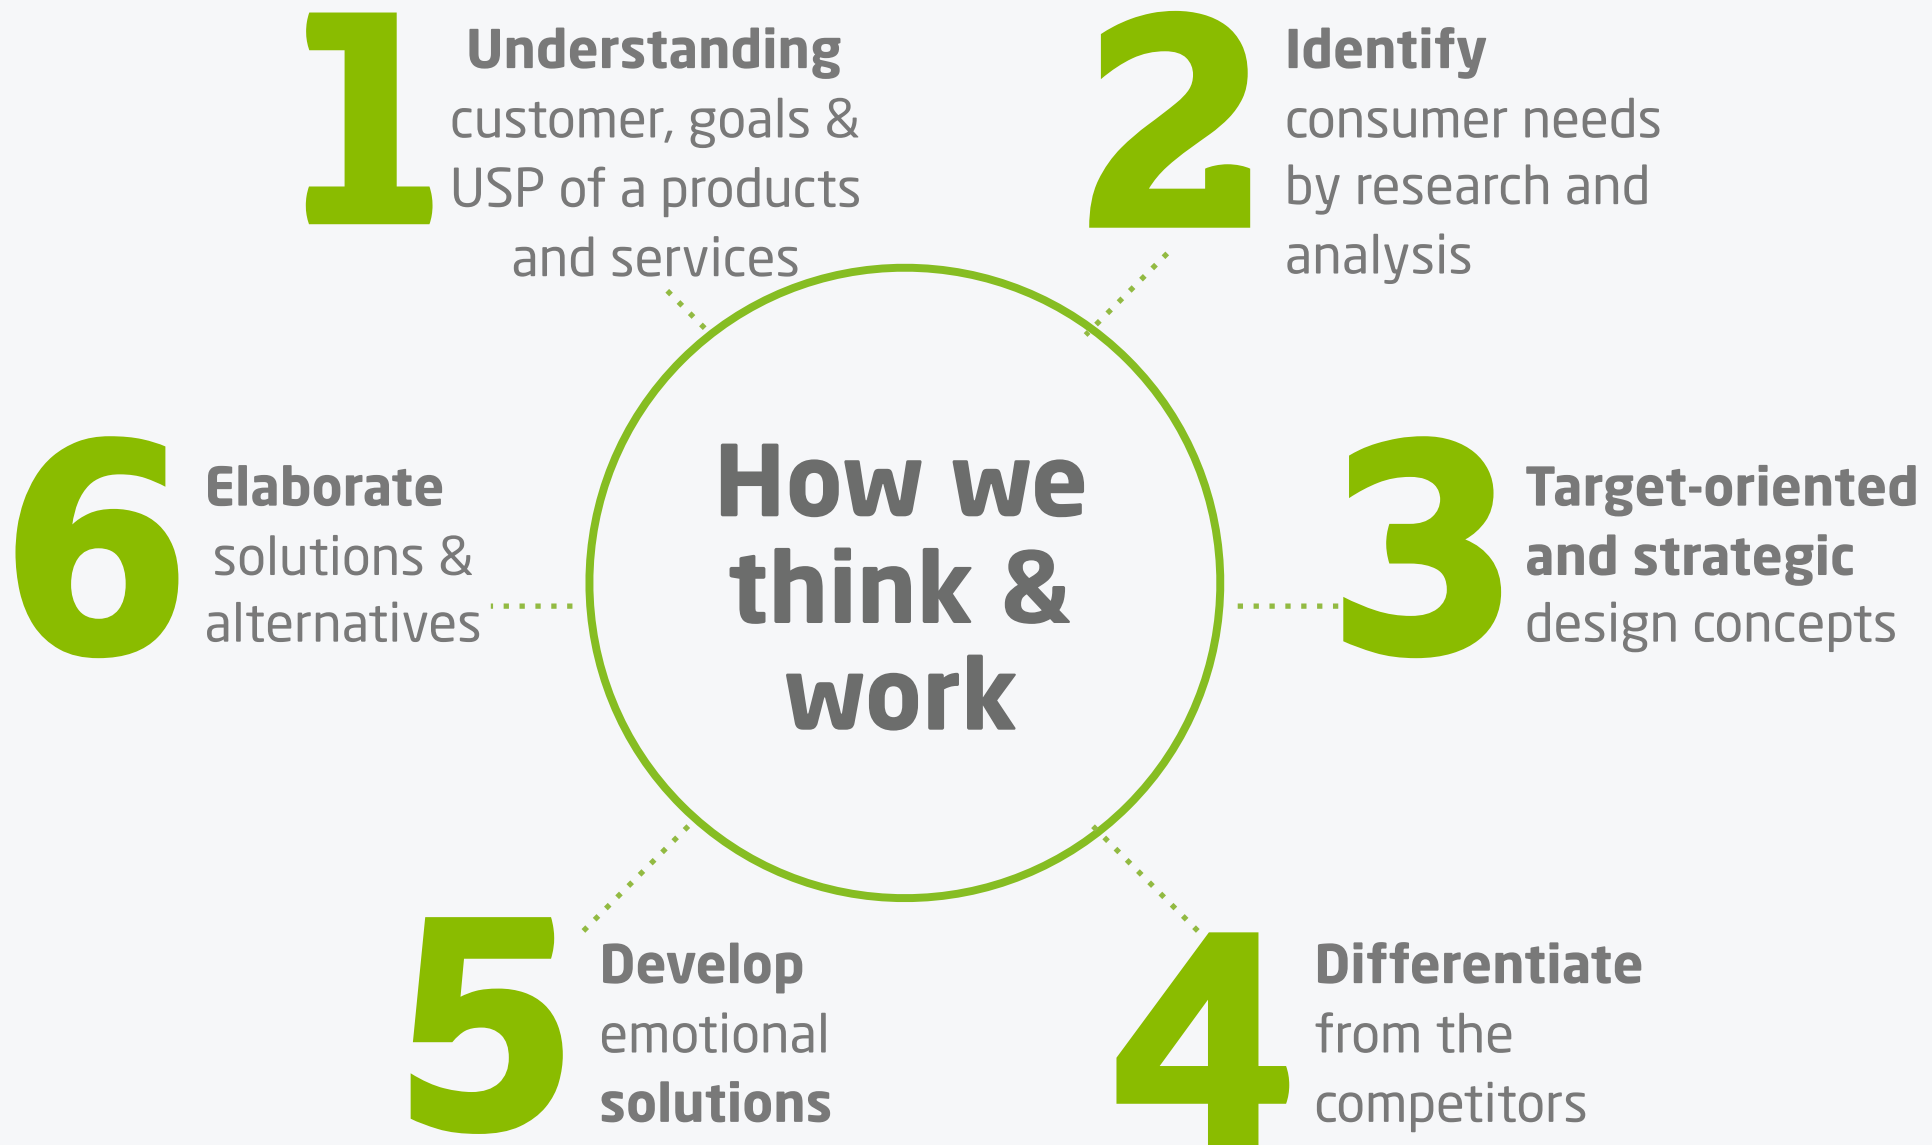 1
Understanding
customer, goals &
USP of a products
and services
2
Identify
consumer needs
by research and
analysis
How we
think &
work
3
Target-oriented
and strategic
design concepts
4
Differentiate
from the
competitors
5
Develop
emotional
solutions
6
Elaborate
solutions &
alternatives